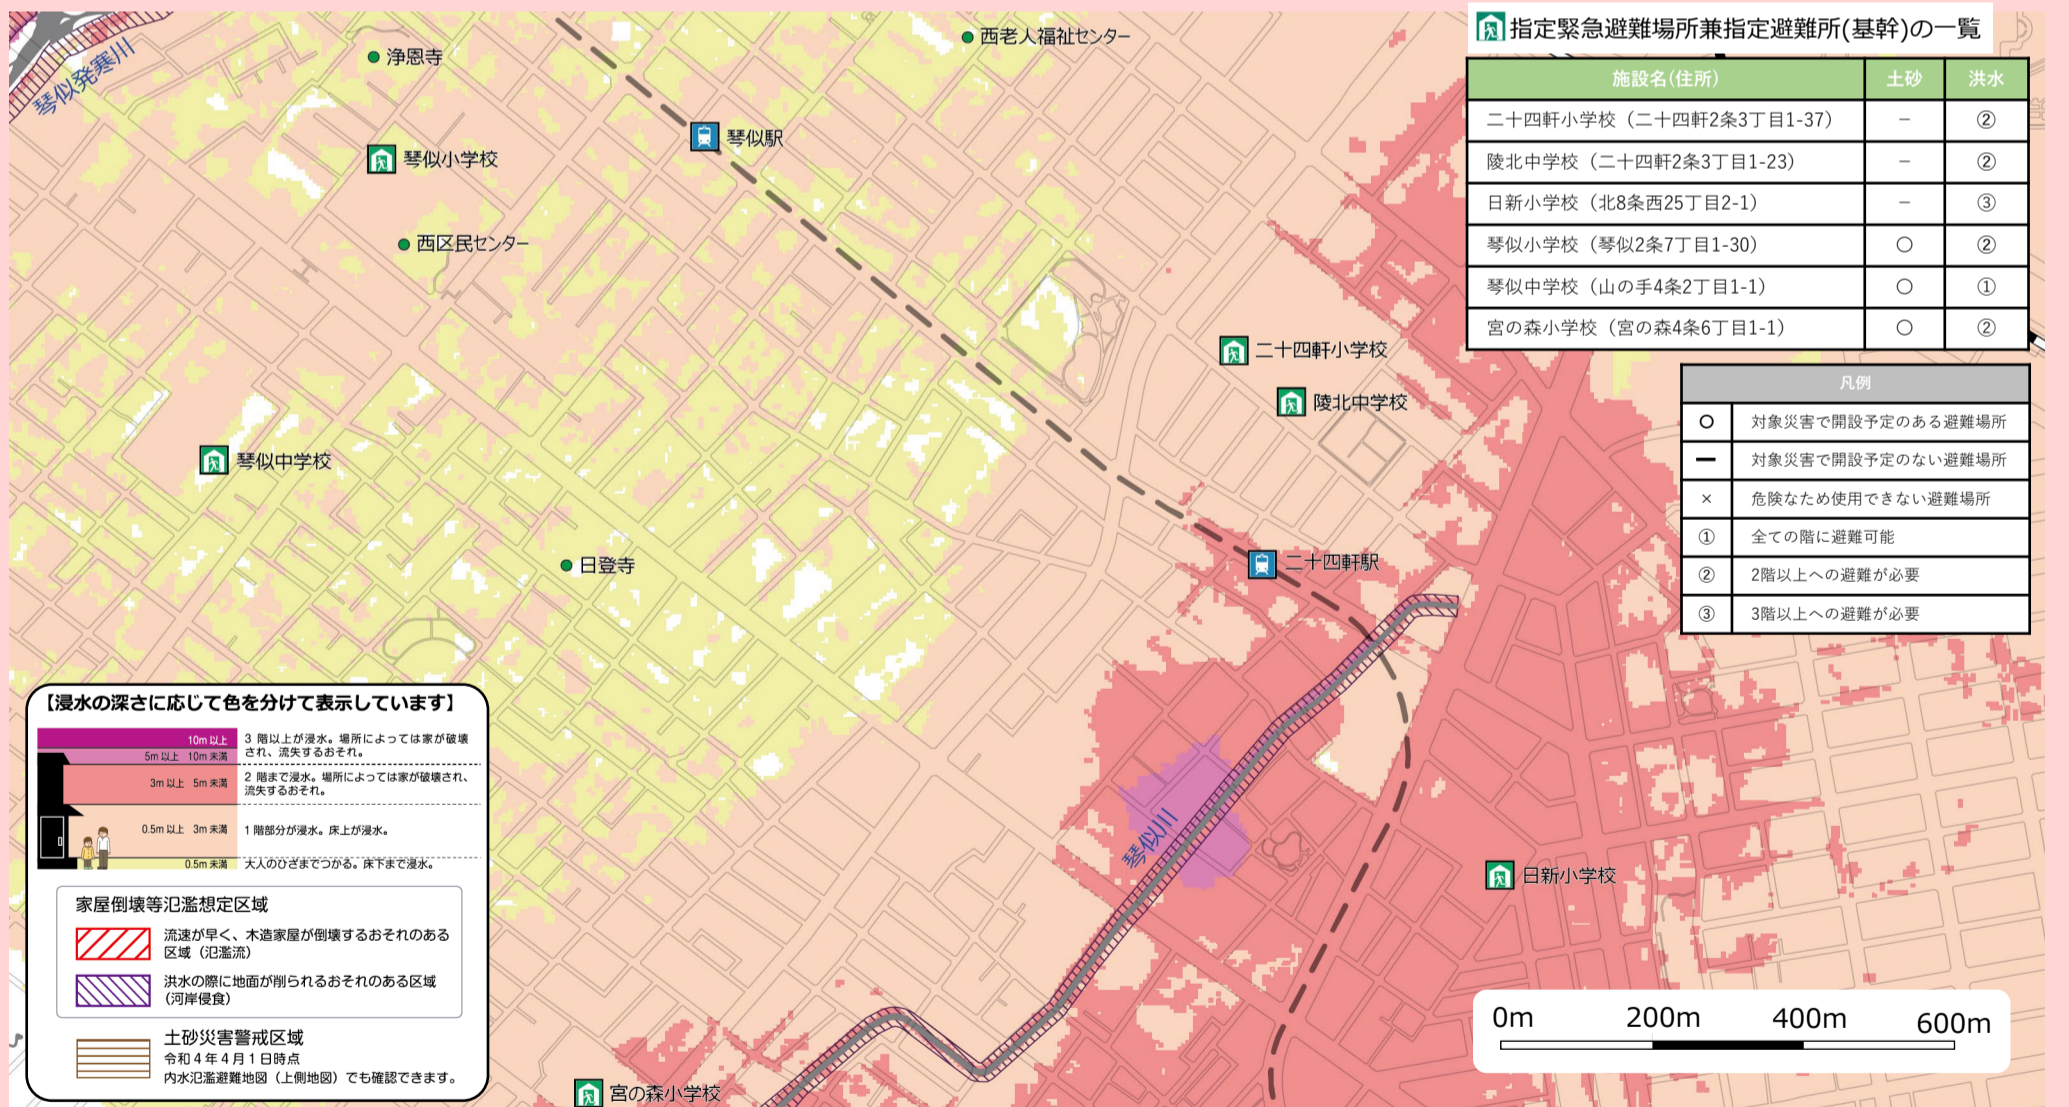 琴似発寒川
浄恩寺
西老人福祉センター
琴似駅
琴似小学校
西区民センター
二十四軒小学校
陵北中学校
琴似中学校
日登寺
二十四軒駅
琴似川
日新小学校
宮の森小学校
指定緊急避難場所兼指定避難所(基幹)の一覧
施設名(住所) 土砂 洪水
二十四軒小学校（二十四軒2条3丁目1-37） － ②
陵北中学校（二十四軒2条3丁目1-23） － ②
日新小学校（北8条西25丁目2-1） － ③
琴似小学校（琴似2条7丁目1-30） ○ ②
琴似中学校（山の手4条2丁目1-1） ○ ①
宮の森小学校（宮の森4条6丁目1-1） ○ ②
凡例
○ 対象災害で開設予定のある避難場所
ー 対象災害で開設予定のない避難場所
× 危険なため使用できない避難場所
① 全ての階に避難可能
② 2階以上への避難が必要
③ 3階以上への避難が必要
【浸水の深さに応じて色を分けて表示しています】
10m 以上 3 階以上が浸水。場所によっては家が破壊
され、流失するおそれ。
5m 以上 10m 未満
3m 以上 5m 未満 2 階まで浸水。場所によっては家が破壊され、
流失するおそれ。
0.5m 以上 3m 未満 1 階部分が浸水。床上が浸水。
0.5m 未満 大人のひざまでつかる。床下まで浸水。
家屋倒壊等氾濫想定区域
流速が早く、木造家屋が倒壊するおそれのある
区域（氾濫流）
洪水の際に地面が削られるおそれのある区域
（河岸侵食）
土砂災害警戒区域
令和 4 年 4 月 1 日時点
内水氾濫避難地図（上側地図）でも確認できます。
0m 200m 400m 600m